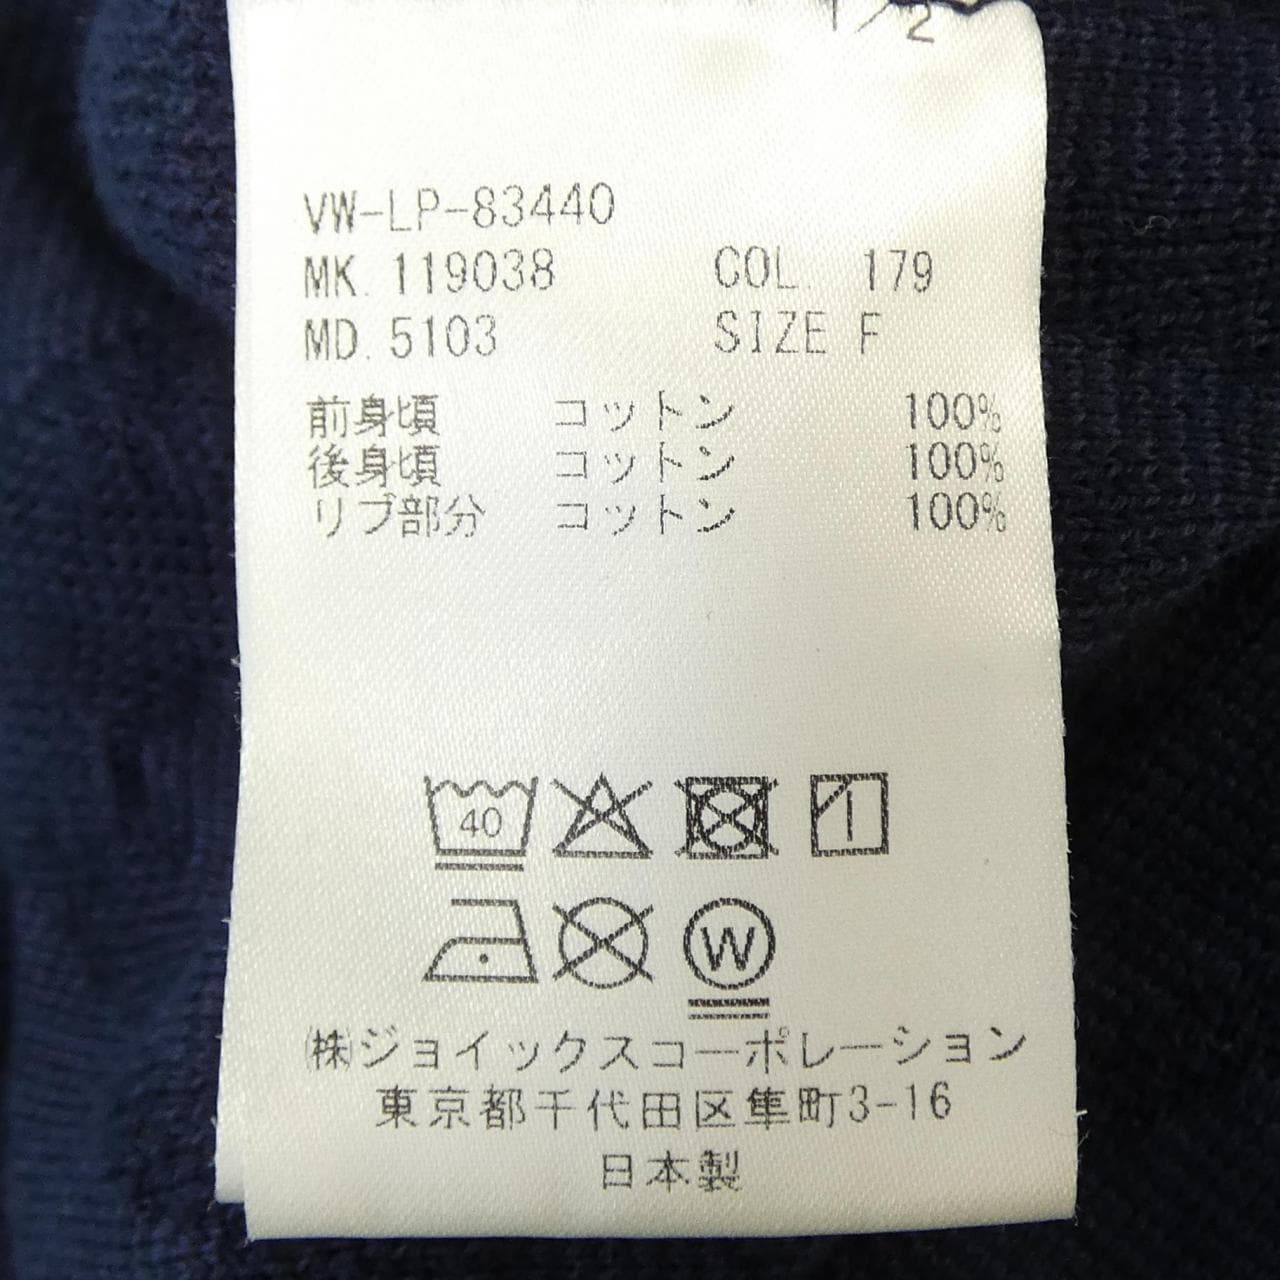 1/2
VW-LP-83440
MK. 119038 COL. 179
MD. 5103 SIZE F
前身頃 コットン 100%
後身頃 コットン 100%
リブ部分 コットン 100%
40
W
㈱ジョイックスコーポレーション
東京都千代田区隼町3-16
日本製